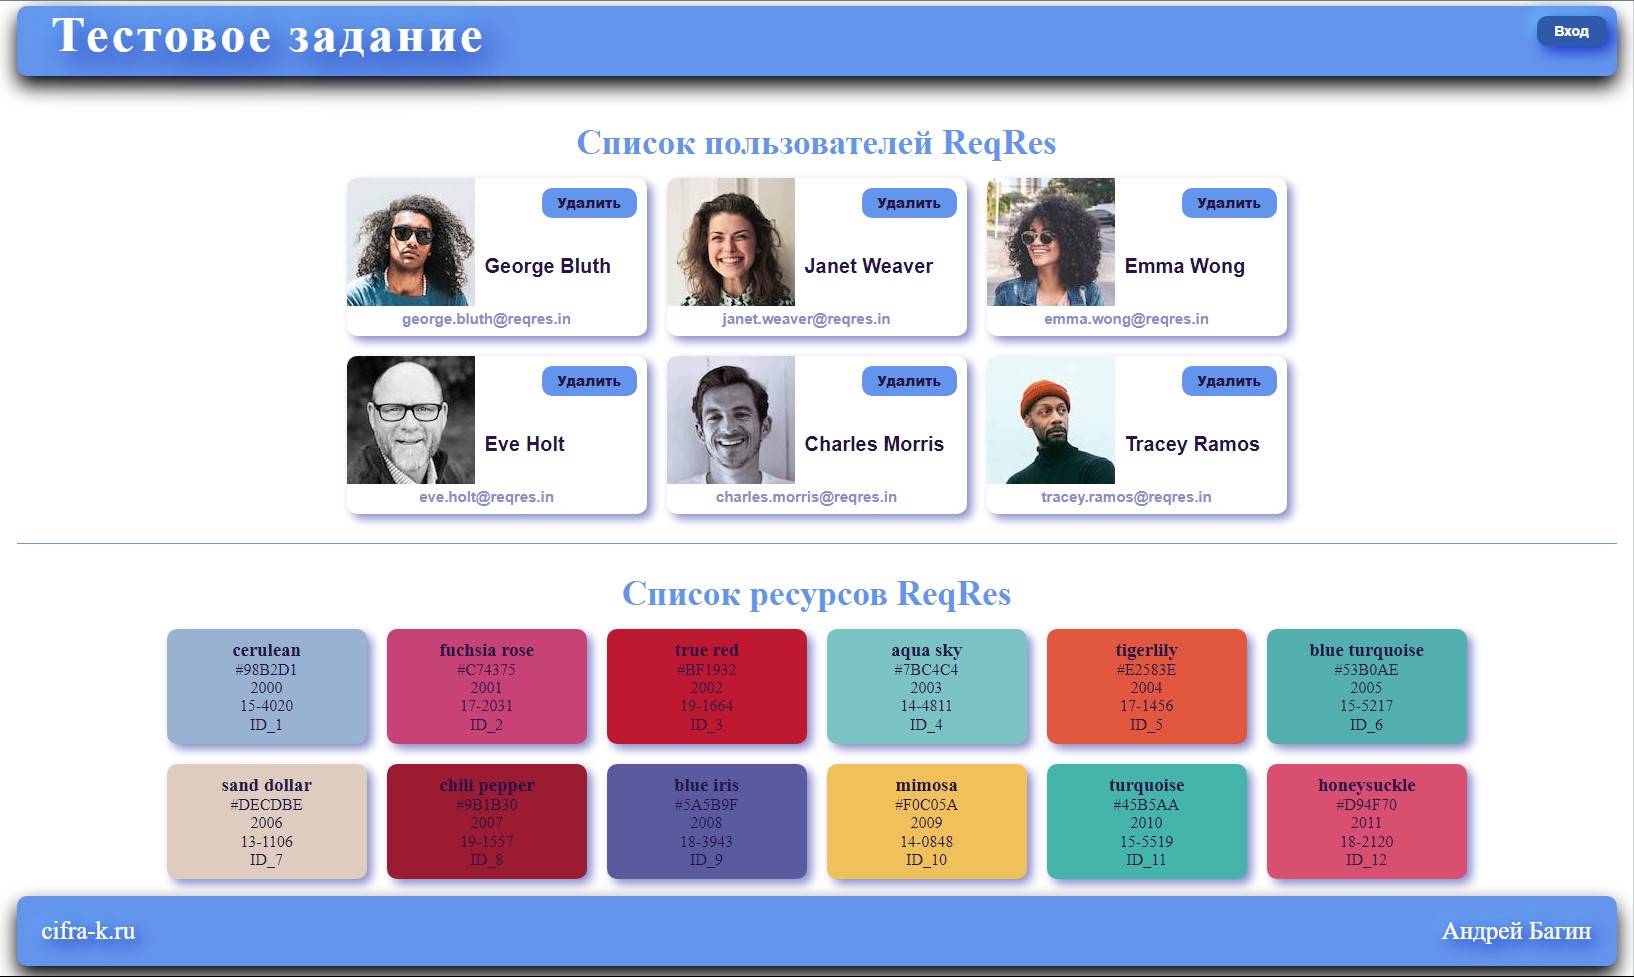 Тестовое задание
Вход
Список пользователей ReqRes
Удалить
George Bluth
george.bluth@reqres.in
Удалить
Janet Weaver
janet.weaver@reqres.in
Удалить
Emma Wong
emma.wong@reqres.in
Удалить
Eve Holt
eve.holt@reqres.in
Удалить
Charles Morris
charles.morris@reqres.in
Удалить
Tracey Ramos
tracey.ramos@reqres.in
Список ресурсов ReqRes
cerulean
#98B2D1
2000
15-4020
ID_1
fuchsia rose
#C74375
2001
17-2031
ID_2
true red
#BF1932
2002
19-1664
ID_3
aqua sky
#7BC4C4
2003
14-4811
ID_4
tigerlily
#E2583E
2004
17-1456
ID_5
blue turquoise
#53B0AE
2005
15-5217
ID_6
sand dollar
#DECDBE
2006
13-1106
ID_7
chili pepper
#9B1B30
2007
19-1557
ID_8
blue iris
#5A5B9F
2008
18-3943
ID_9
mimosa
#F0C05A
2009
14-0848
ID_10
turquoise
#45B5AA
2010
15-5519
ID_11
honeysuckle
#D94F70
2011
18-2120
ID_12
cifra-k.ru
Андрей Багин